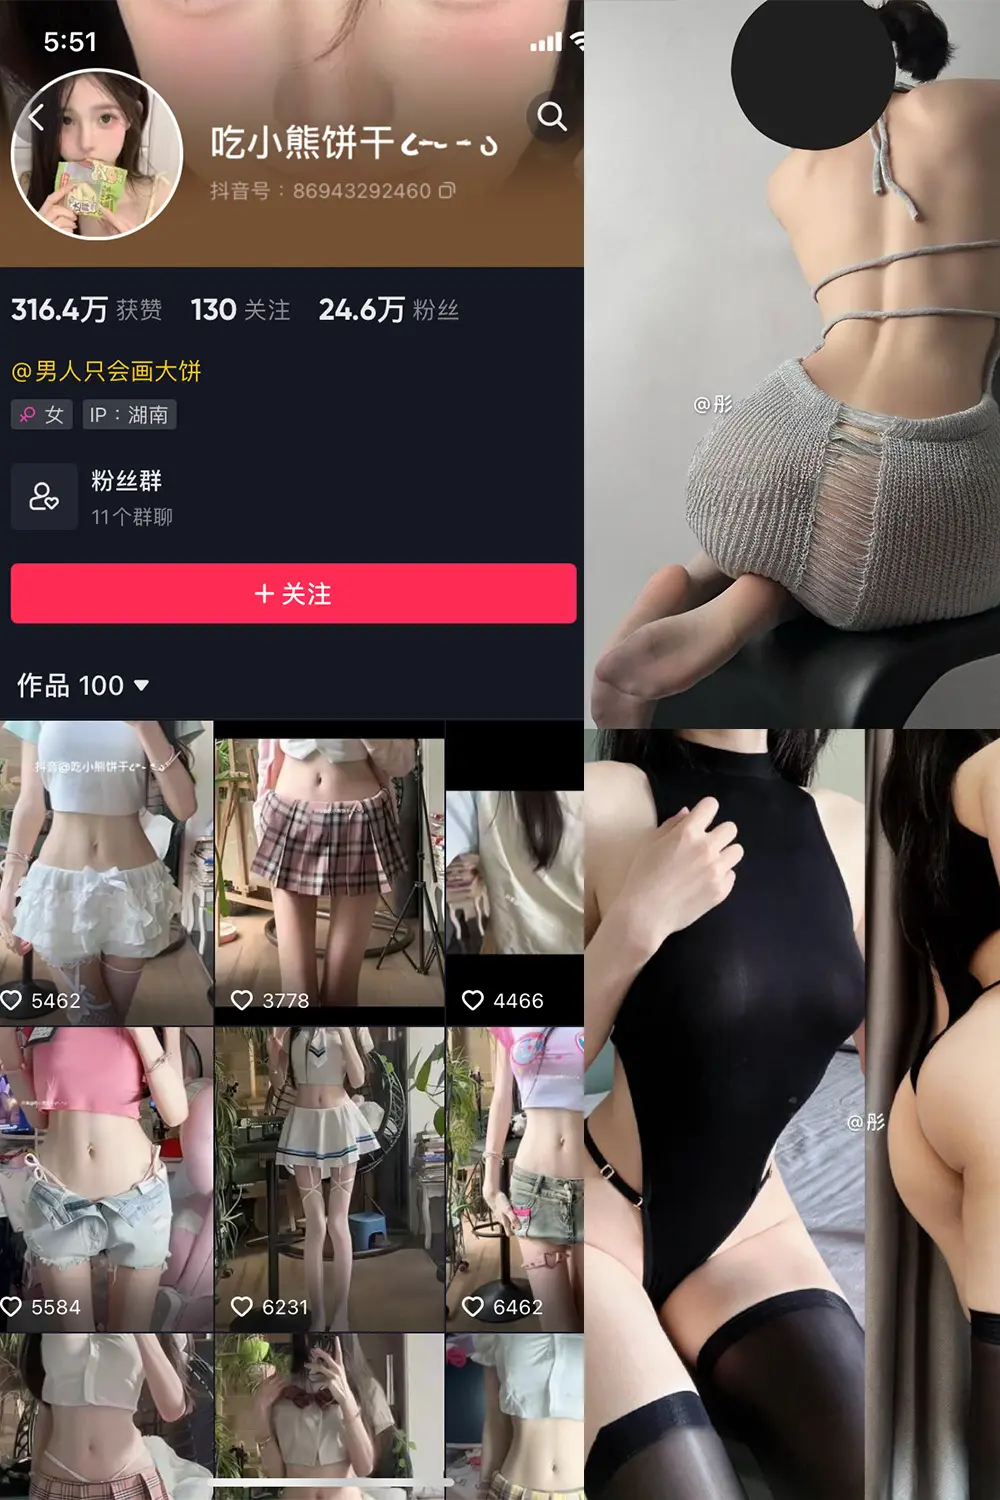 5:51
吃小熊饼干૮-- - ა
抖音号：86943292460
316.4万 获赞 130 关注 24.6万 粉丝
@男人只会画大饼
女 IP：湖南
粉丝群
11个群聊
+ 关注
作品 100
抖音@吃小熊饼干
5462
3778
4466
5584
6231
6462
@彤
@彤